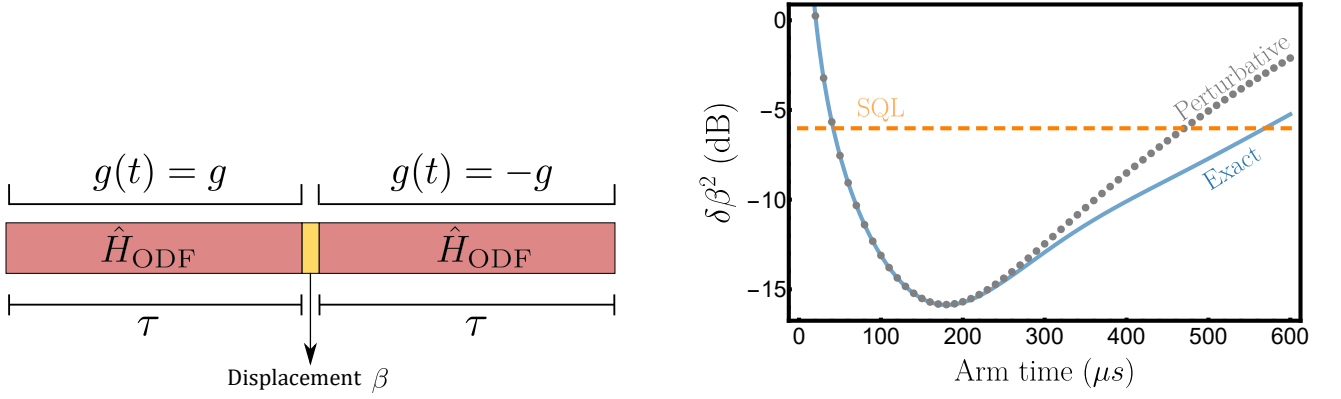 g(t) = g
g(t) = −g
Ĥ_ODF
Ĥ_ODF
τ
τ
Displacement β
δβ² (dB)
0
−5
−10
−15
SQL
Perturbative
Exact
0 100 200 300 400 500 600
Arm time (μs)